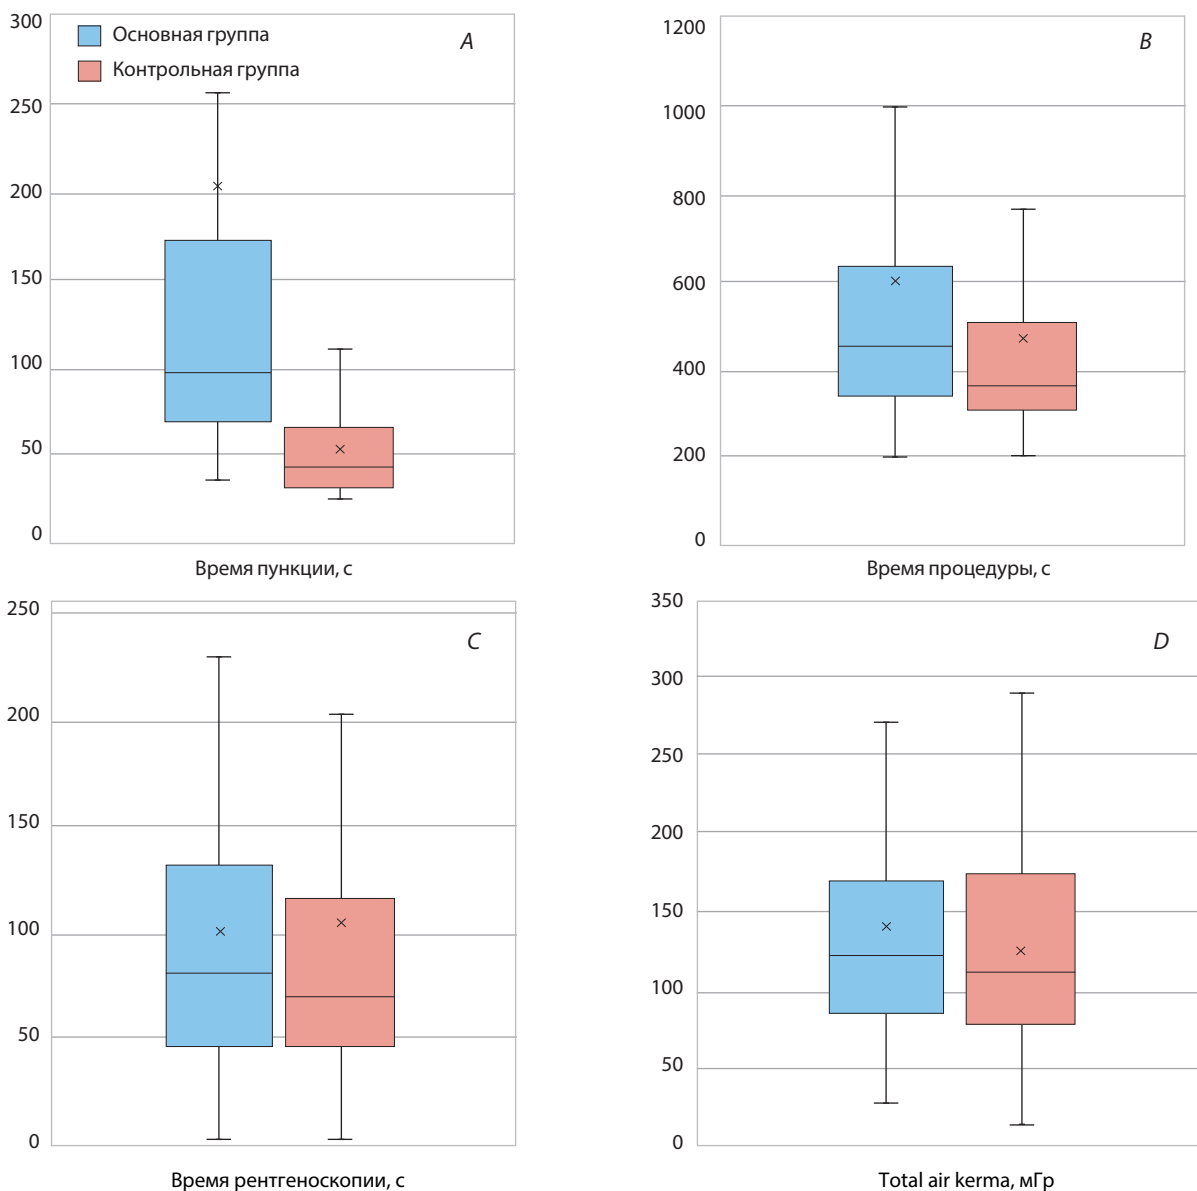 300
250
200
150
100
50
0
Основная группа
Контрольная группа
A
Время пункции, с
1200
1000
800
600
400
200
0
B
Время процедуры, с
250
200
150
100
50
0
C
Время рентгеноскопии, с
350
300
250
200
150
100
50
0
D
Total air kerma, мГр